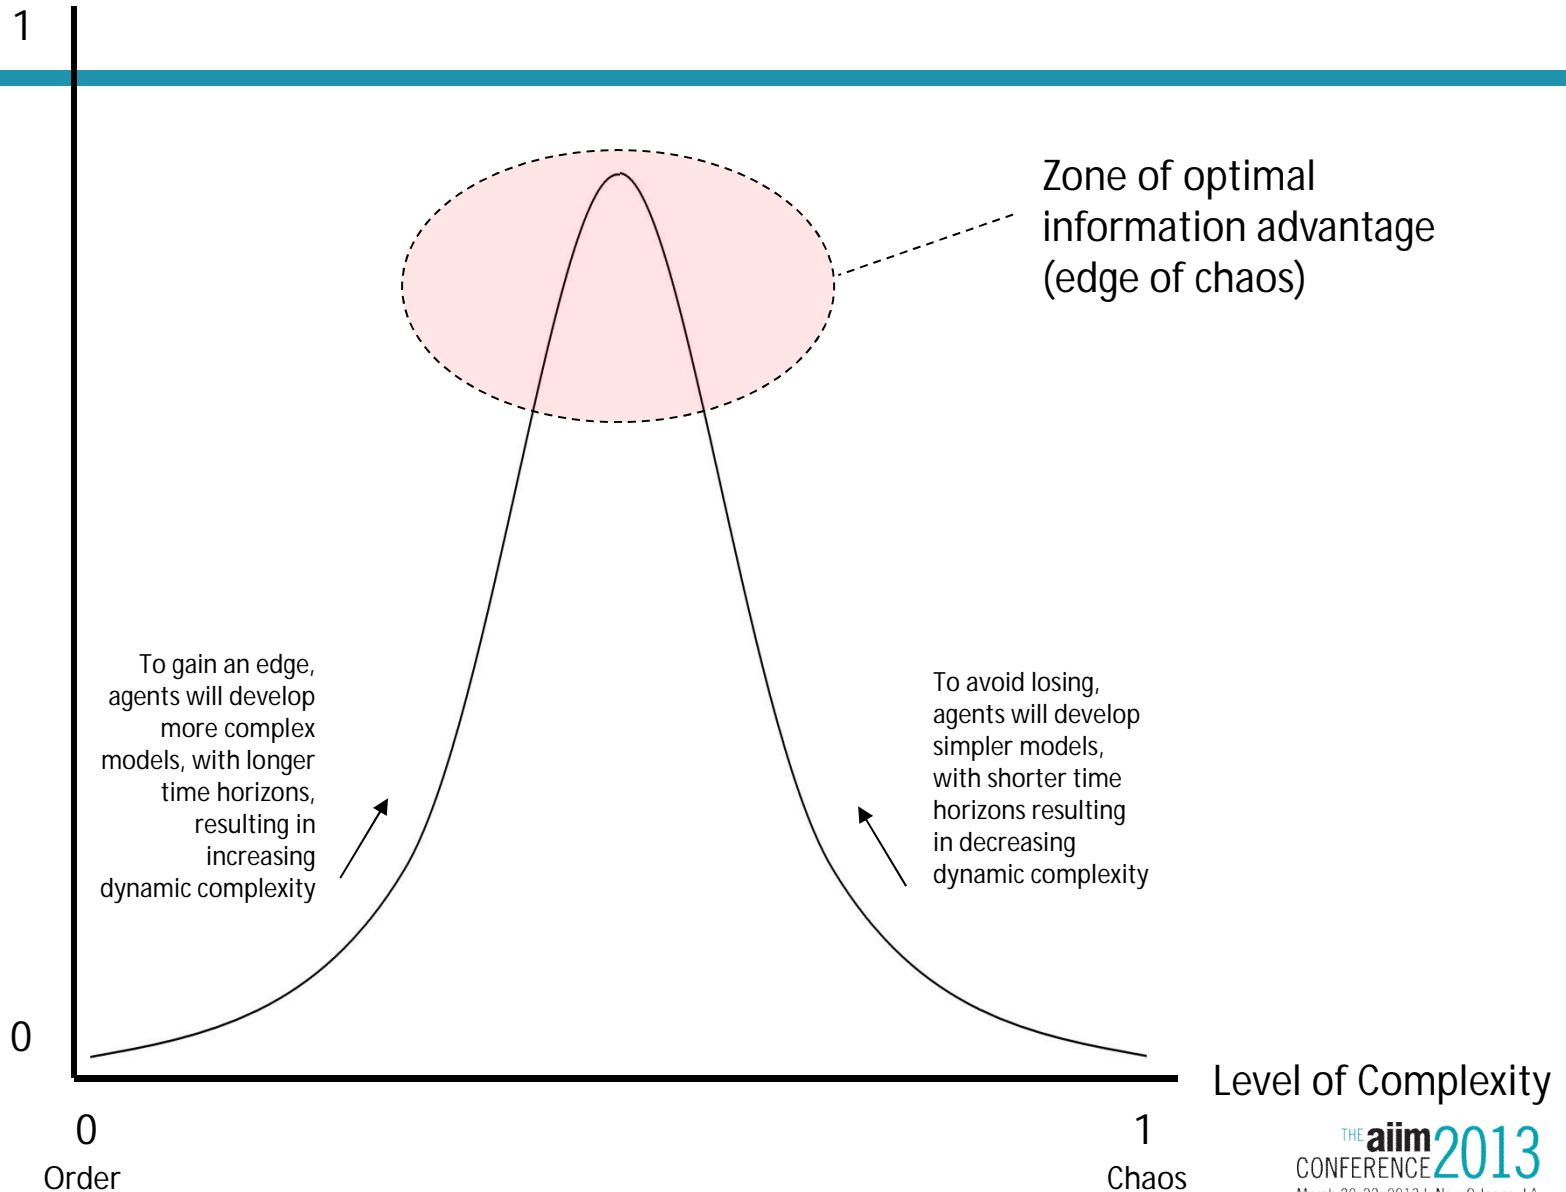 1
Zone of optimal
information advantage
(edge of chaos)
To gain an edge,
agents will develop
more complex
models, with longer
time horizons,
resulting in
increasing
dynamic complexity
To avoid losing,
agents will develop
simpler models,
with shorter time
horizons resulting
in decreasing
dynamic complexity
0
Level of Complexity
0
1
Order
Chaos
THE aiim
CONFERENCE 2013